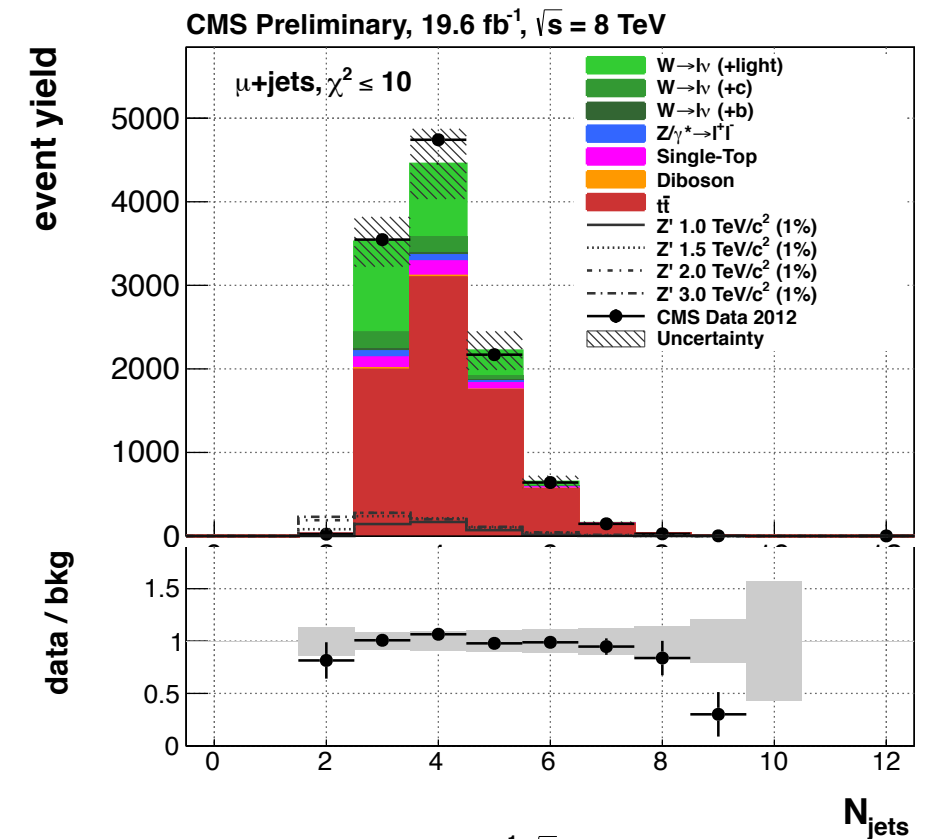 CMS Preliminary, 19.6 fb⁻¹, √s = 8 TeV
event yield
μ+jets, χ² ≤ 10
W→lν (+light)
W→lν (+c)
W→lν (+b)
Z/γ*→l⁺l⁻
Single-Top
Diboson
tt̄
Z' 1.0 TeV/c² (1%)
Z' 1.5 TeV/c² (1%)
Z' 2.0 TeV/c² (1%)
Z' 3.0 TeV/c² (1%)
CMS Data 2012
Uncertainty
5000
4000
3000
2000
1000
0
data / bkg
1.5
1
0.5
0
0 2 4 6 8 10 12
N_jets